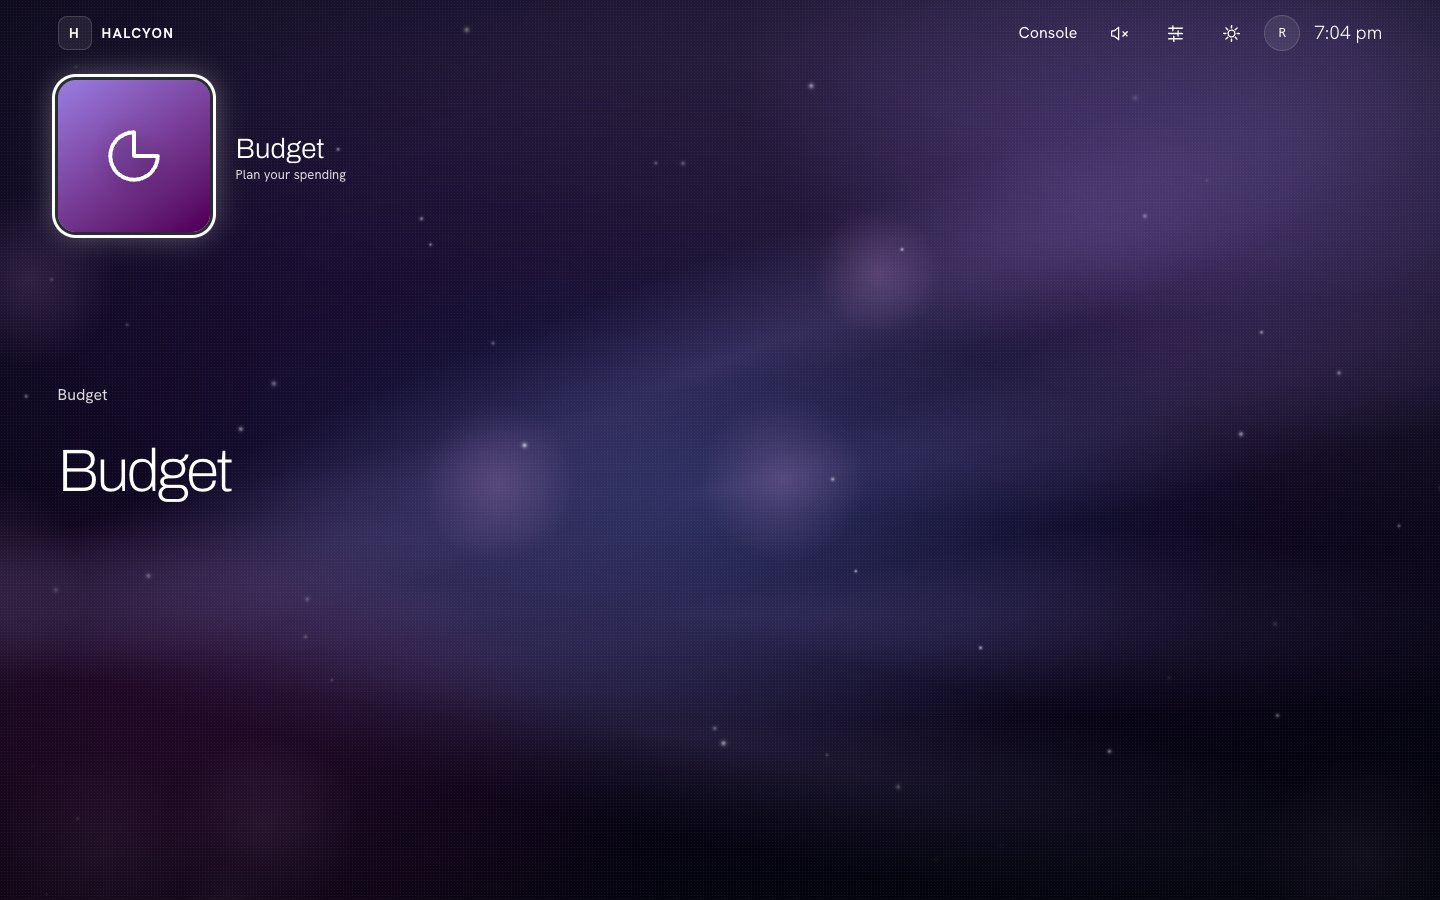 H HALCYON
Console
R 7:04 pm
Budget
Plan your spending
Budget
Budget